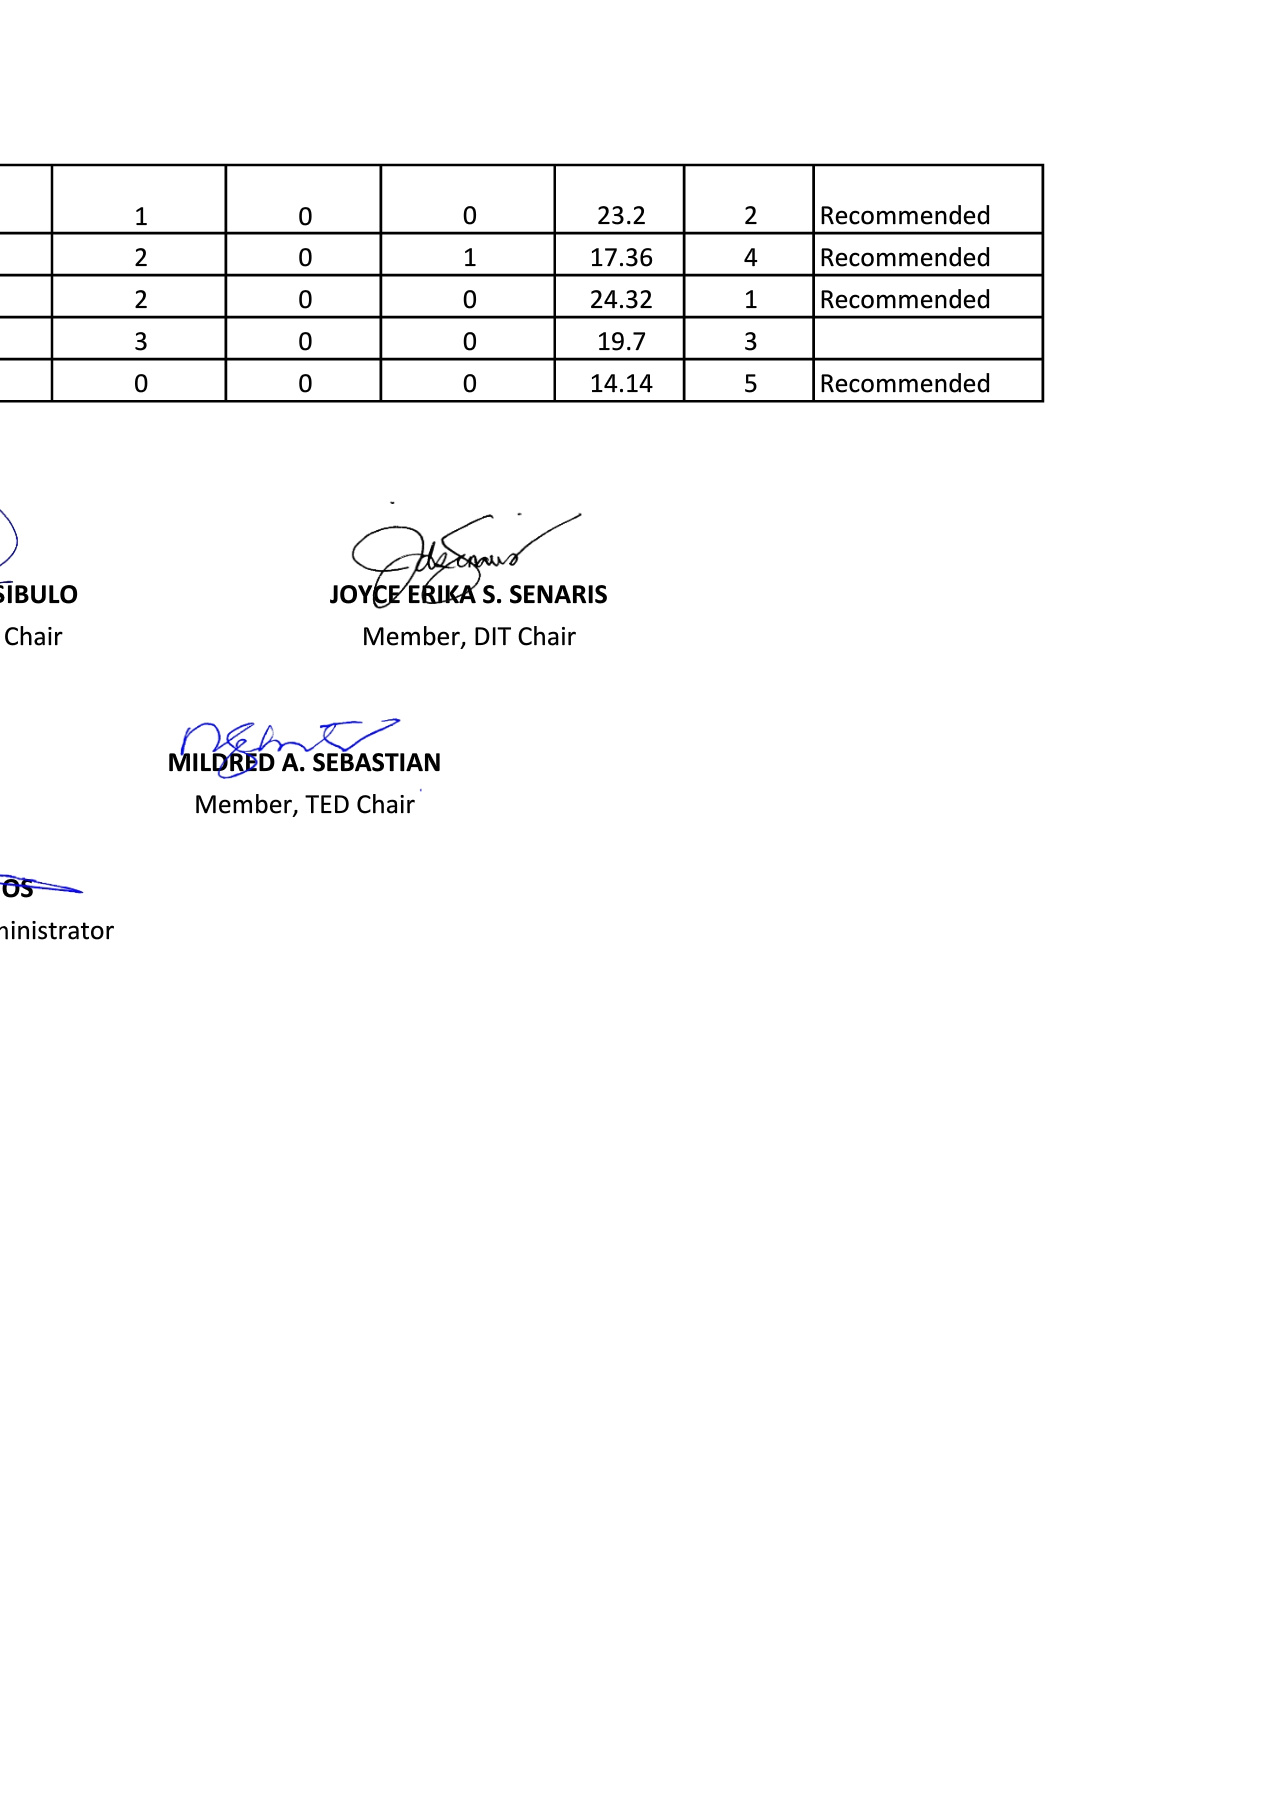 1 0 0 23.2 2 Recommended
2 0 1 17.36 4 Recommended
2 0 0 24.32 1 Recommended
3 0 0 19.7 3
0 0 0 14.14 5 Recommended
SIBULO JOYCE ERIKA S. SENARIS
Chair Member, DIT Chair
MILDRED A. SEBASTIAN
Member, TED Chair
OS
ministrator